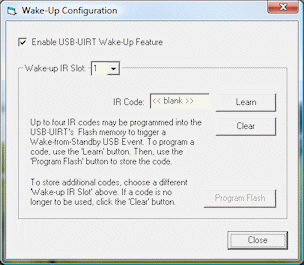 Wake-Up Configuration
Enable USB-UIRT Wake-Up Feature
Wake-up IR Slot: 1
IR Code: << blank >> Learn
Up to four IR codes may be programmed into the
USB-UIRT's Flash memory to trigger a
Wake-from-Standby USB Event. To program a
code, use the 'Learn' button. Then, use the
'Program Flash' button to store the code.
Clear
To store additional codes, choose a different
'Wake-up IR Slot' above. If a code is no
longer to be used, click the 'Clear' button.
Program Flash
Close